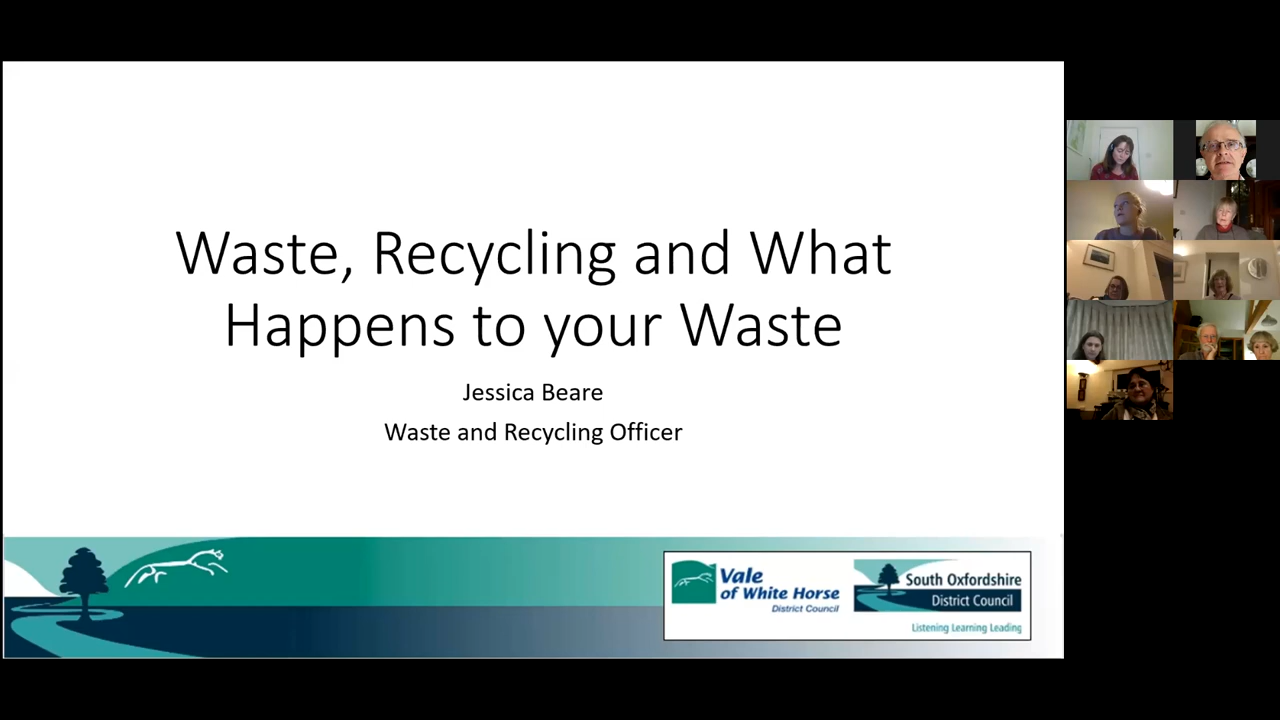 Waste, Recycling and What
Happens to your Waste
Jessica Beare
Waste and Recycling Officer
Vale
of White Horse
District Council
South Oxfordshire
District Council
Listening Learning Leading